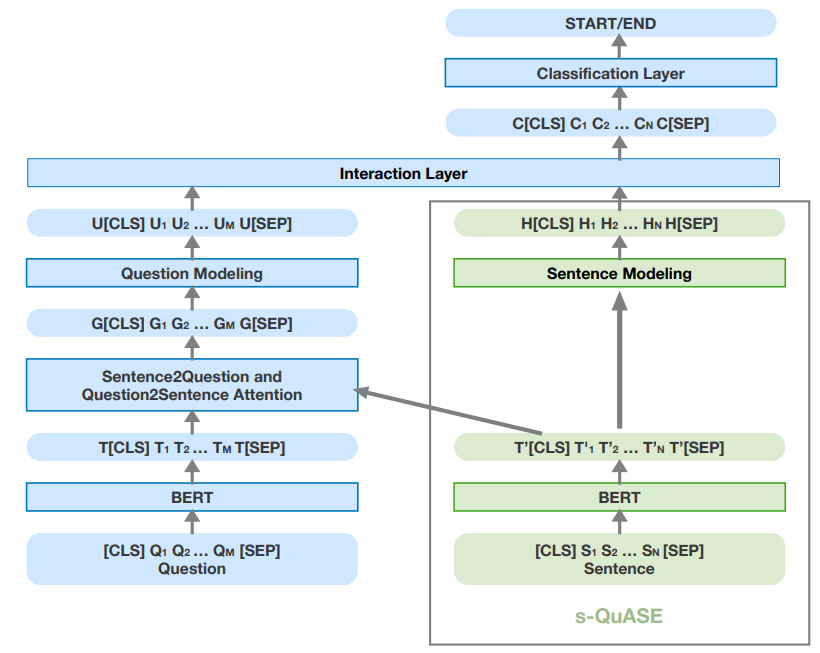 START/END
Classification Layer
C[CLS] C1 C2 ... CN C[SEP]
Interaction Layer
U[CLS] U1 U2 ... UM U[SEP]
H[CLS] H1 H2 ... HN H[SEP]
Question Modeling
Sentence Modeling
G[CLS] G1 G2 ... GM G[SEP]
Sentence2Question and
Question2Sentence Attention
T[CLS] T1 T2 ... TM T[SEP]
T’[CLS] T’1 T’2 ... T’N T’[SEP]
BERT
BERT
[CLS] Q1 Q2 ... QM [SEP]
Question
[CLS] S1 S2 ... SN [SEP]
Sentence
s-QuASE